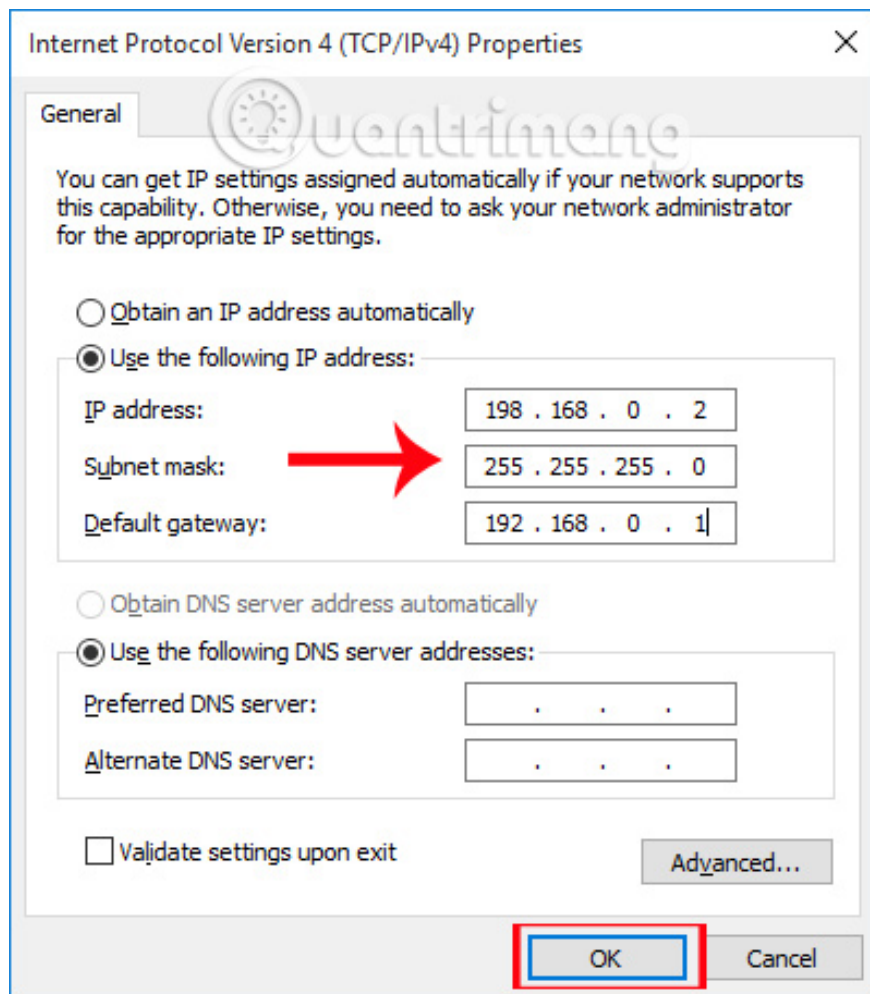 Internet Protocol Version 4 (TCP/IPv4) Properties
General
Quantrimang
You can get IP settings assigned automatically if your network supports
this capability. Otherwise, you need to ask your network administrator
for the appropriate IP settings.
Obtain an IP address automatically
Use the following IP address:
IP address: 198 . 168 . 0 . 2
Subnet mask: 255 . 255 . 255 . 0
Default gateway: 192 . 168 . 0 . 1
Obtain DNS server address automatically
Use the following DNS server addresses:
Preferred DNS server: . . .
Alternate DNS server: . . .
Validate settings upon exit
Advanced...
OK Cancel